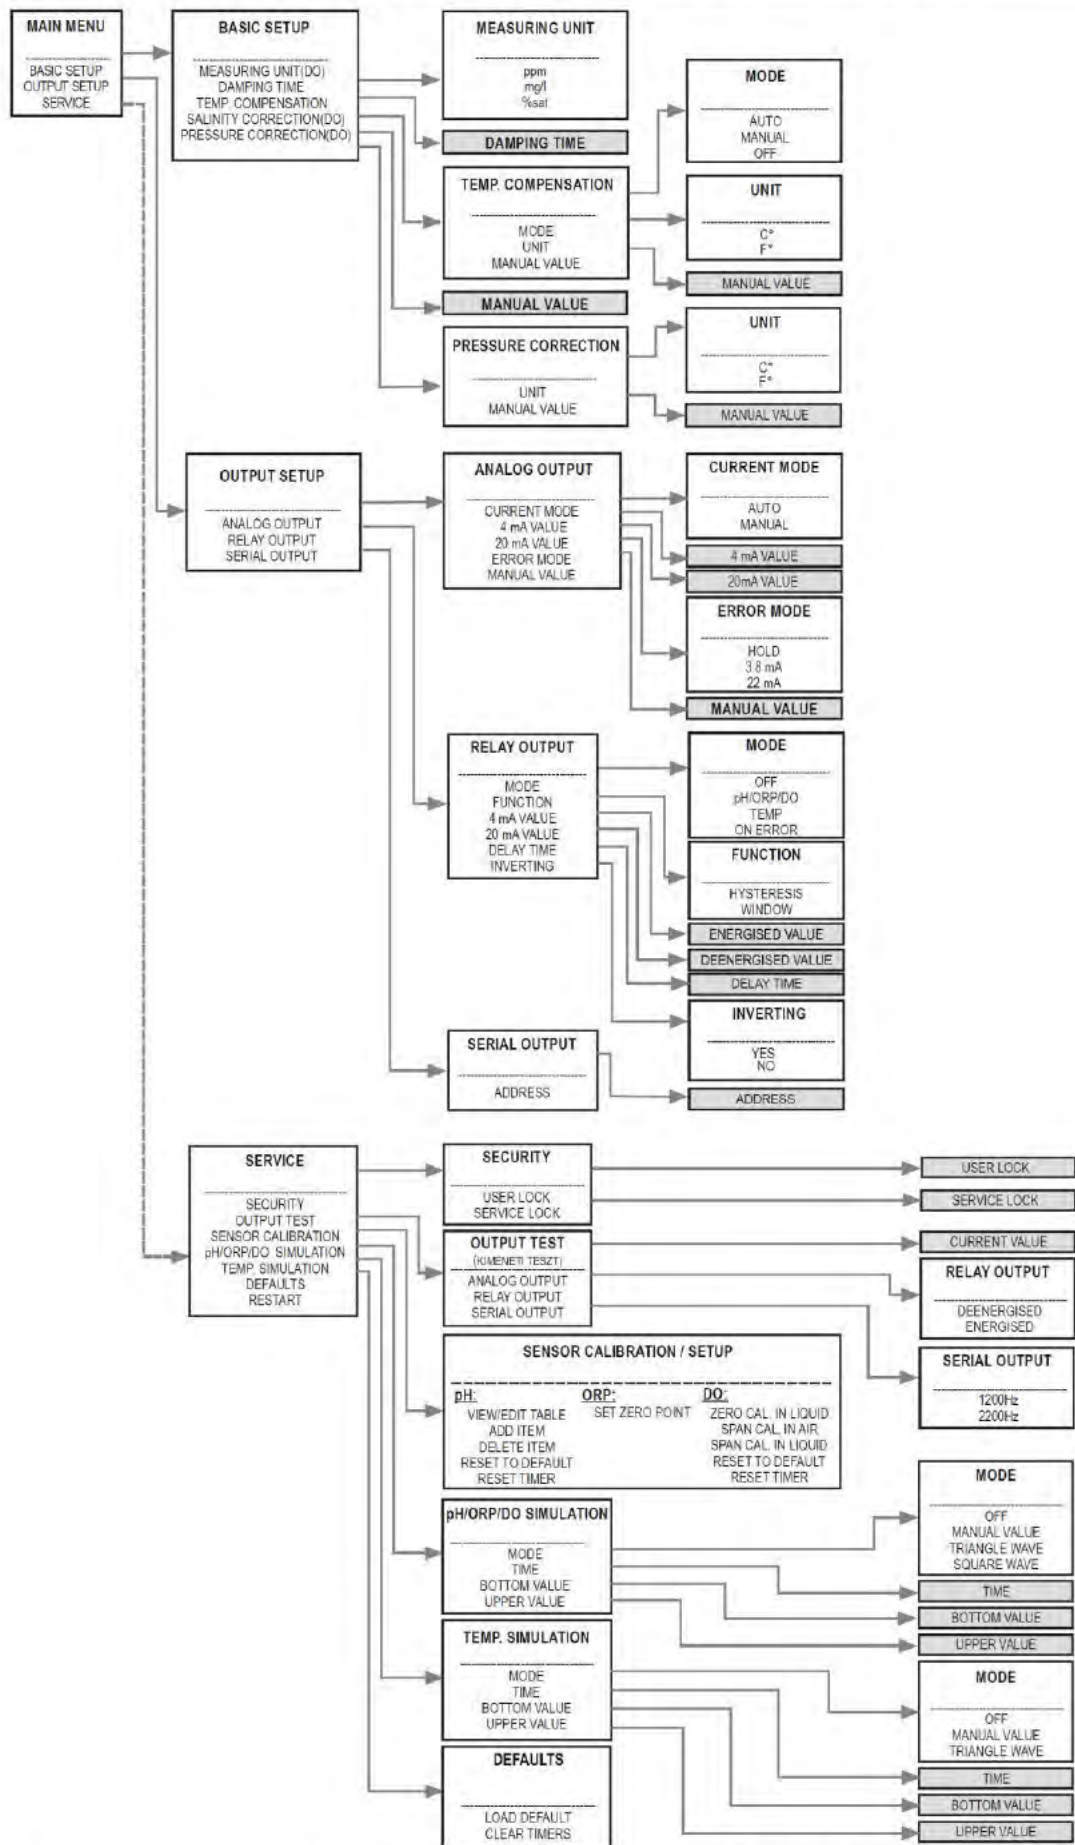 MAIN MENU
BASIC SETUP
OUTPUT SETUP
SERVICE
BASIC SETUP
MEASURING UNIT(DO)
DAMPING TIME
TEMP. COMPENSATION
SALINITY CORRECTION(DO)
PRESSURE CORRECTION(DO)
MEASURING UNIT
ppm
mg/l
%sat
DAMPING TIME
TEMP. COMPENSATION
MODE
UNIT
MANUAL VALUE
MODE
AUTO
MANUAL
OFF
UNIT
C°
F°
MANUAL VALUE
MANUAL VALUE
PRESSURE CORRECTION
UNIT
MANUAL VALUE
UNIT
C°
F°
MANUAL VALUE
OUTPUT SETUP
ANALOG OUTPUT
RELAY OUTPUT
SERIAL OUTPUT
ANALOG OUTPUT
CURRENT MODE
4 mA VALUE
20 mA VALUE
ERROR MODE
MANUAL VALUE
CURRENT MODE
AUTO
MANUAL
4 mA VALUE
20mA VALUE
ERROR MODE
HOLD
3.8 mA
22 mA
MANUAL VALUE
RELAY OUTPUT
MODE
FUNCTION
4 mA VALUE
20 mA VALUE
DELAY TIME
INVERTING
MODE
OFF
pH/ORP/DO
TEMP
ON ERROR
FUNCTION
HYSTERESIS
WINDOW
ENERGISED VALUE
DEENERGISED VALUE
DELAY TIME
INVERTING
YES
NO
SERIAL OUTPUT
ADDRESS
ADDRESS
SERVICE
SECURITY
OUTPUT TEST
SENSOR CALIBRATION
pH/ORP/DO SIMULATION
TEMP. SIMULATION
DEFAULTS
RESTART
SECURITY
USER LOCK
SERVICE LOCK
USER LOCK
SERVICE LOCK
OUTPUT TEST
(KIMENETI TESZT)
ANALOG OUTPUT
RELAY OUTPUT
SERIAL OUTPUT
CURRENT VALUE
RELAY OUTPUT
DEENERGISED
ENERGISED
SERIAL OUTPUT
1200Hz
2200Hz
SENSOR CALIBRATION / SETUP
pH:
VIEW/EDIT TABLE
ADD ITEM
DELETE ITEM
RESET TO DEFAULT
RESET TIMER
ORP:
SET ZERO POINT
DO:
ZERO CAL. IN LIQUID
SPAN CAL. IN AIR
SPAN CAL. IN LIQUID
RESET TO DEFAULT
RESET TIMER
pH/ORP/DO SIMULATION
MODE
TIME
BOTTOM VALUE
UPPER VALUE
MODE
OFF
MANUAL VALUE
TRIANGLE WAVE
SQUARE WAVE
TIME
BOTTOM VALUE
UPPER VALUE
TEMP. SIMULATION
MODE
TIME
BOTTOM VALUE
UPPER VALUE
MODE
OFF
MANUAL VALUE
TRIANGLE WAVE
TIME
BOTTOM VALUE
UPPER VALUE
DEFAULTS
LOAD DEFAULT
CLEAR TIMERS